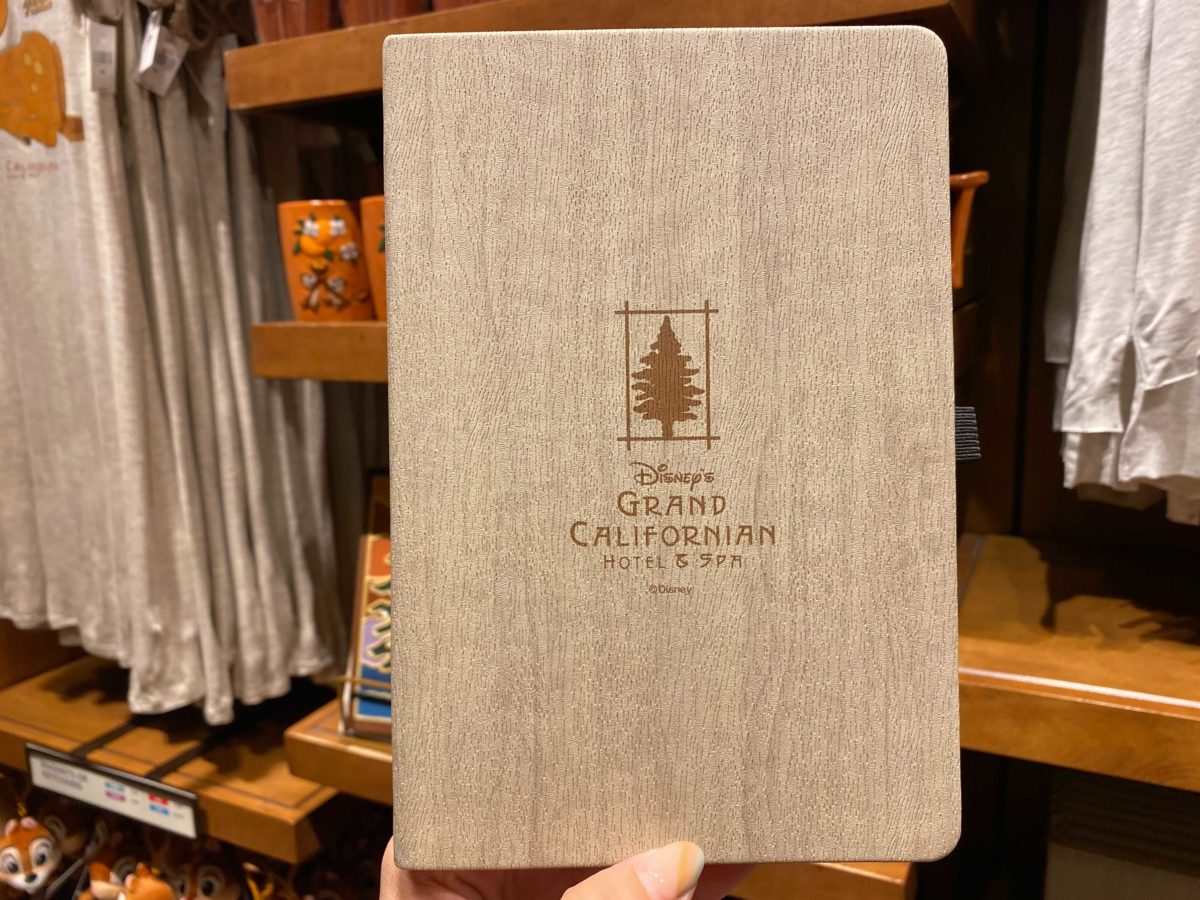 Disney's
Grand
Californian
Hotel & Spa
©Disney